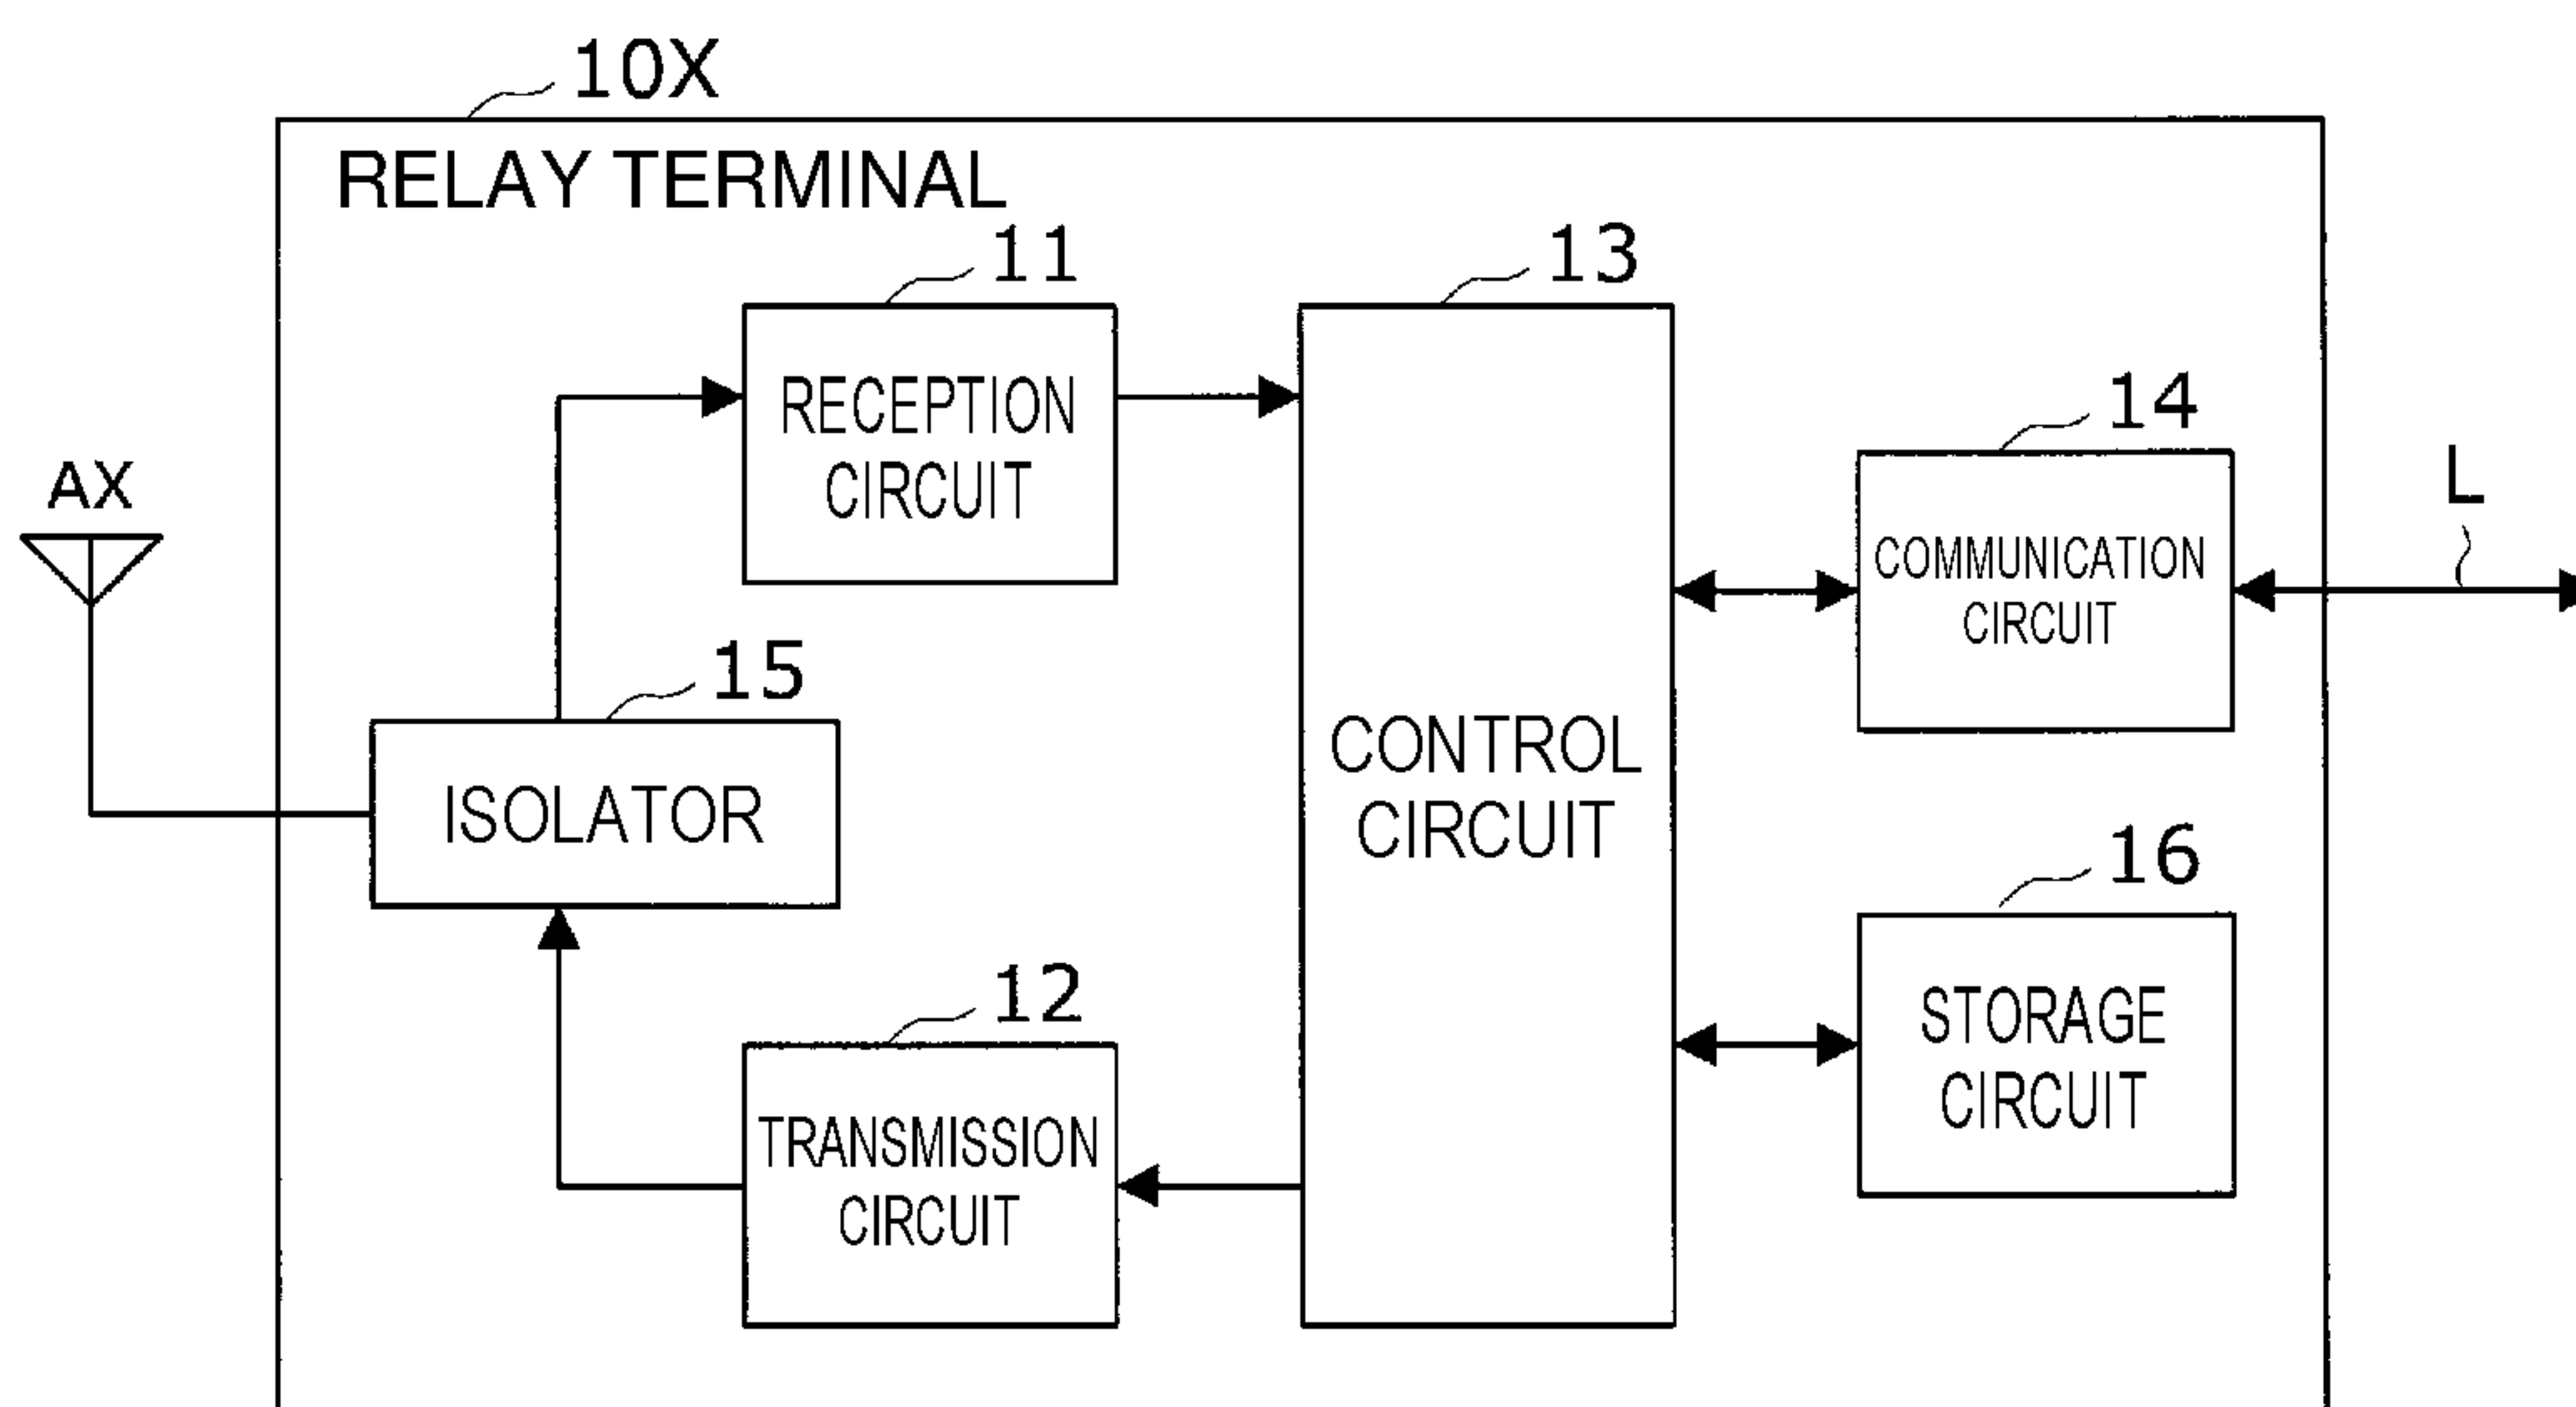 10X
RELAY TERMINAL
11
13
RECEPTION
CIRCUIT
14
AX
L
COMMUNICATION
CIRCUIT
15
ISOLATOR
CONTROL
CIRCUIT
16
12
STORAGE
CIRCUIT
TRANSMISSION
CIRCUIT